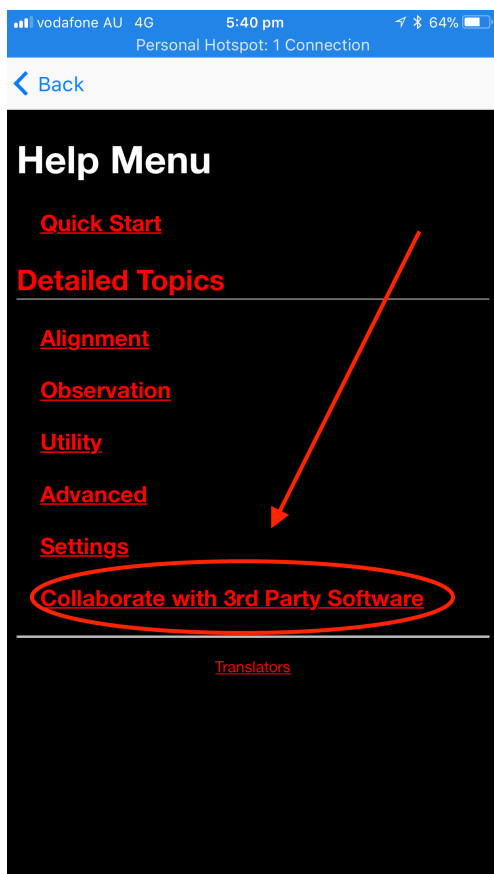 vodafone AU 4G 5:40 pm 64%
Personal Hotspot: 1 Connection
Back
Help Menu
Quick Start
Detailed Topics
Alignment
Observation
Utility
Advanced
Settings
Collaborate with 3rd Party Software
Translators